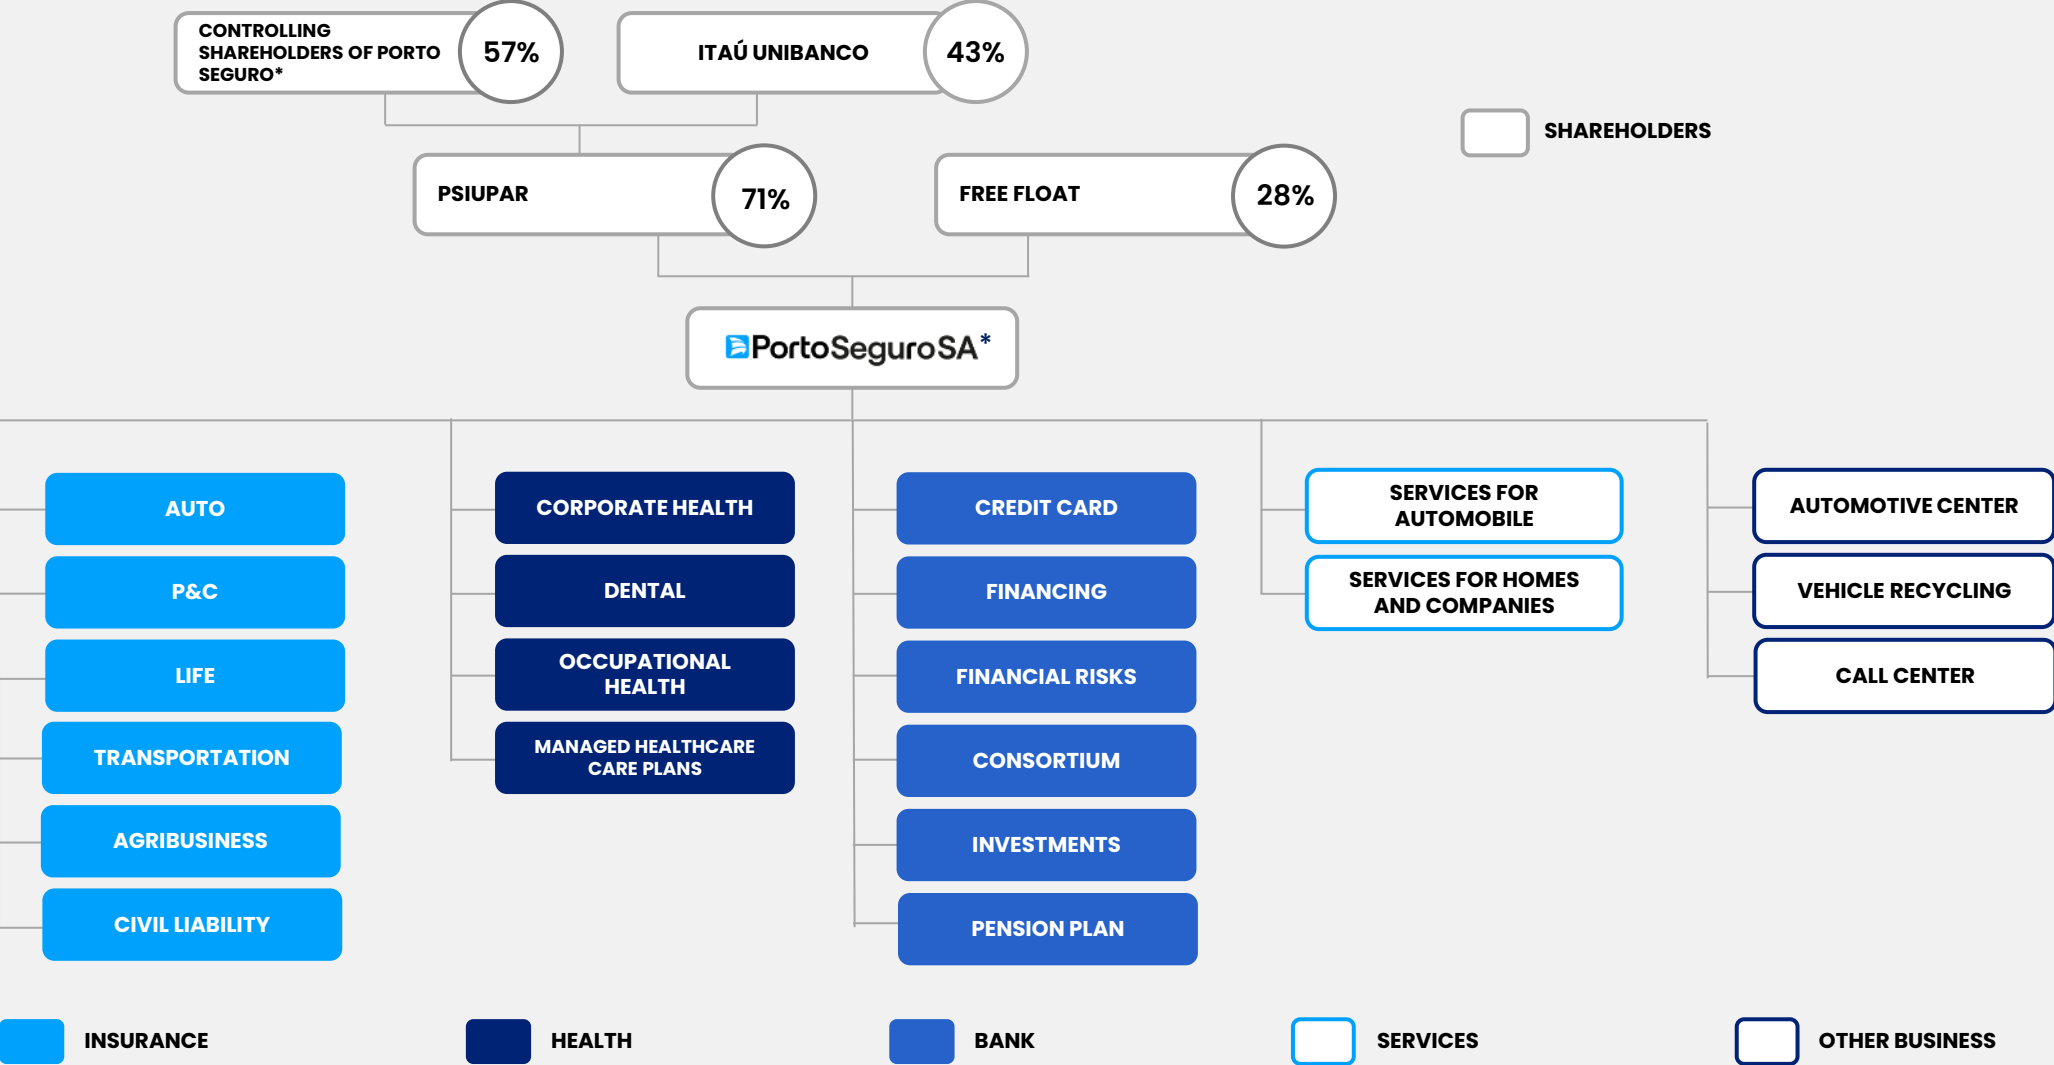 CONTROLLING
SHAREHOLDERS OF PORTO
SEGURO*
57%
ITAÚ UNIBANCO
43%
SHAREHOLDERS
PSIUPAR
71%
FREE FLOAT
28%
PortoSeguroSA*
AUTO
P&C
LIFE
TRANSPORTATION
AGRIBUSINESS
CIVIL LIABILITY
CORPORATE HEALTH
DENTAL
OCCUPATIONAL
HEALTH
MANAGED HEALTHCARE
CARE PLANS
CREDIT CARD
FINANCING
FINANCIAL RISKS
CONSORTIUM
INVESTMENTS
PENSION PLAN
SERVICES FOR
AUTOMOBILE
SERVICES FOR HOMES
AND COMPANIES
AUTOMOTIVE CENTER
VEHICLE RECYCLING
CALL CENTER
INSURANCE
HEALTH
BANK
SERVICES
OTHER BUSINESS